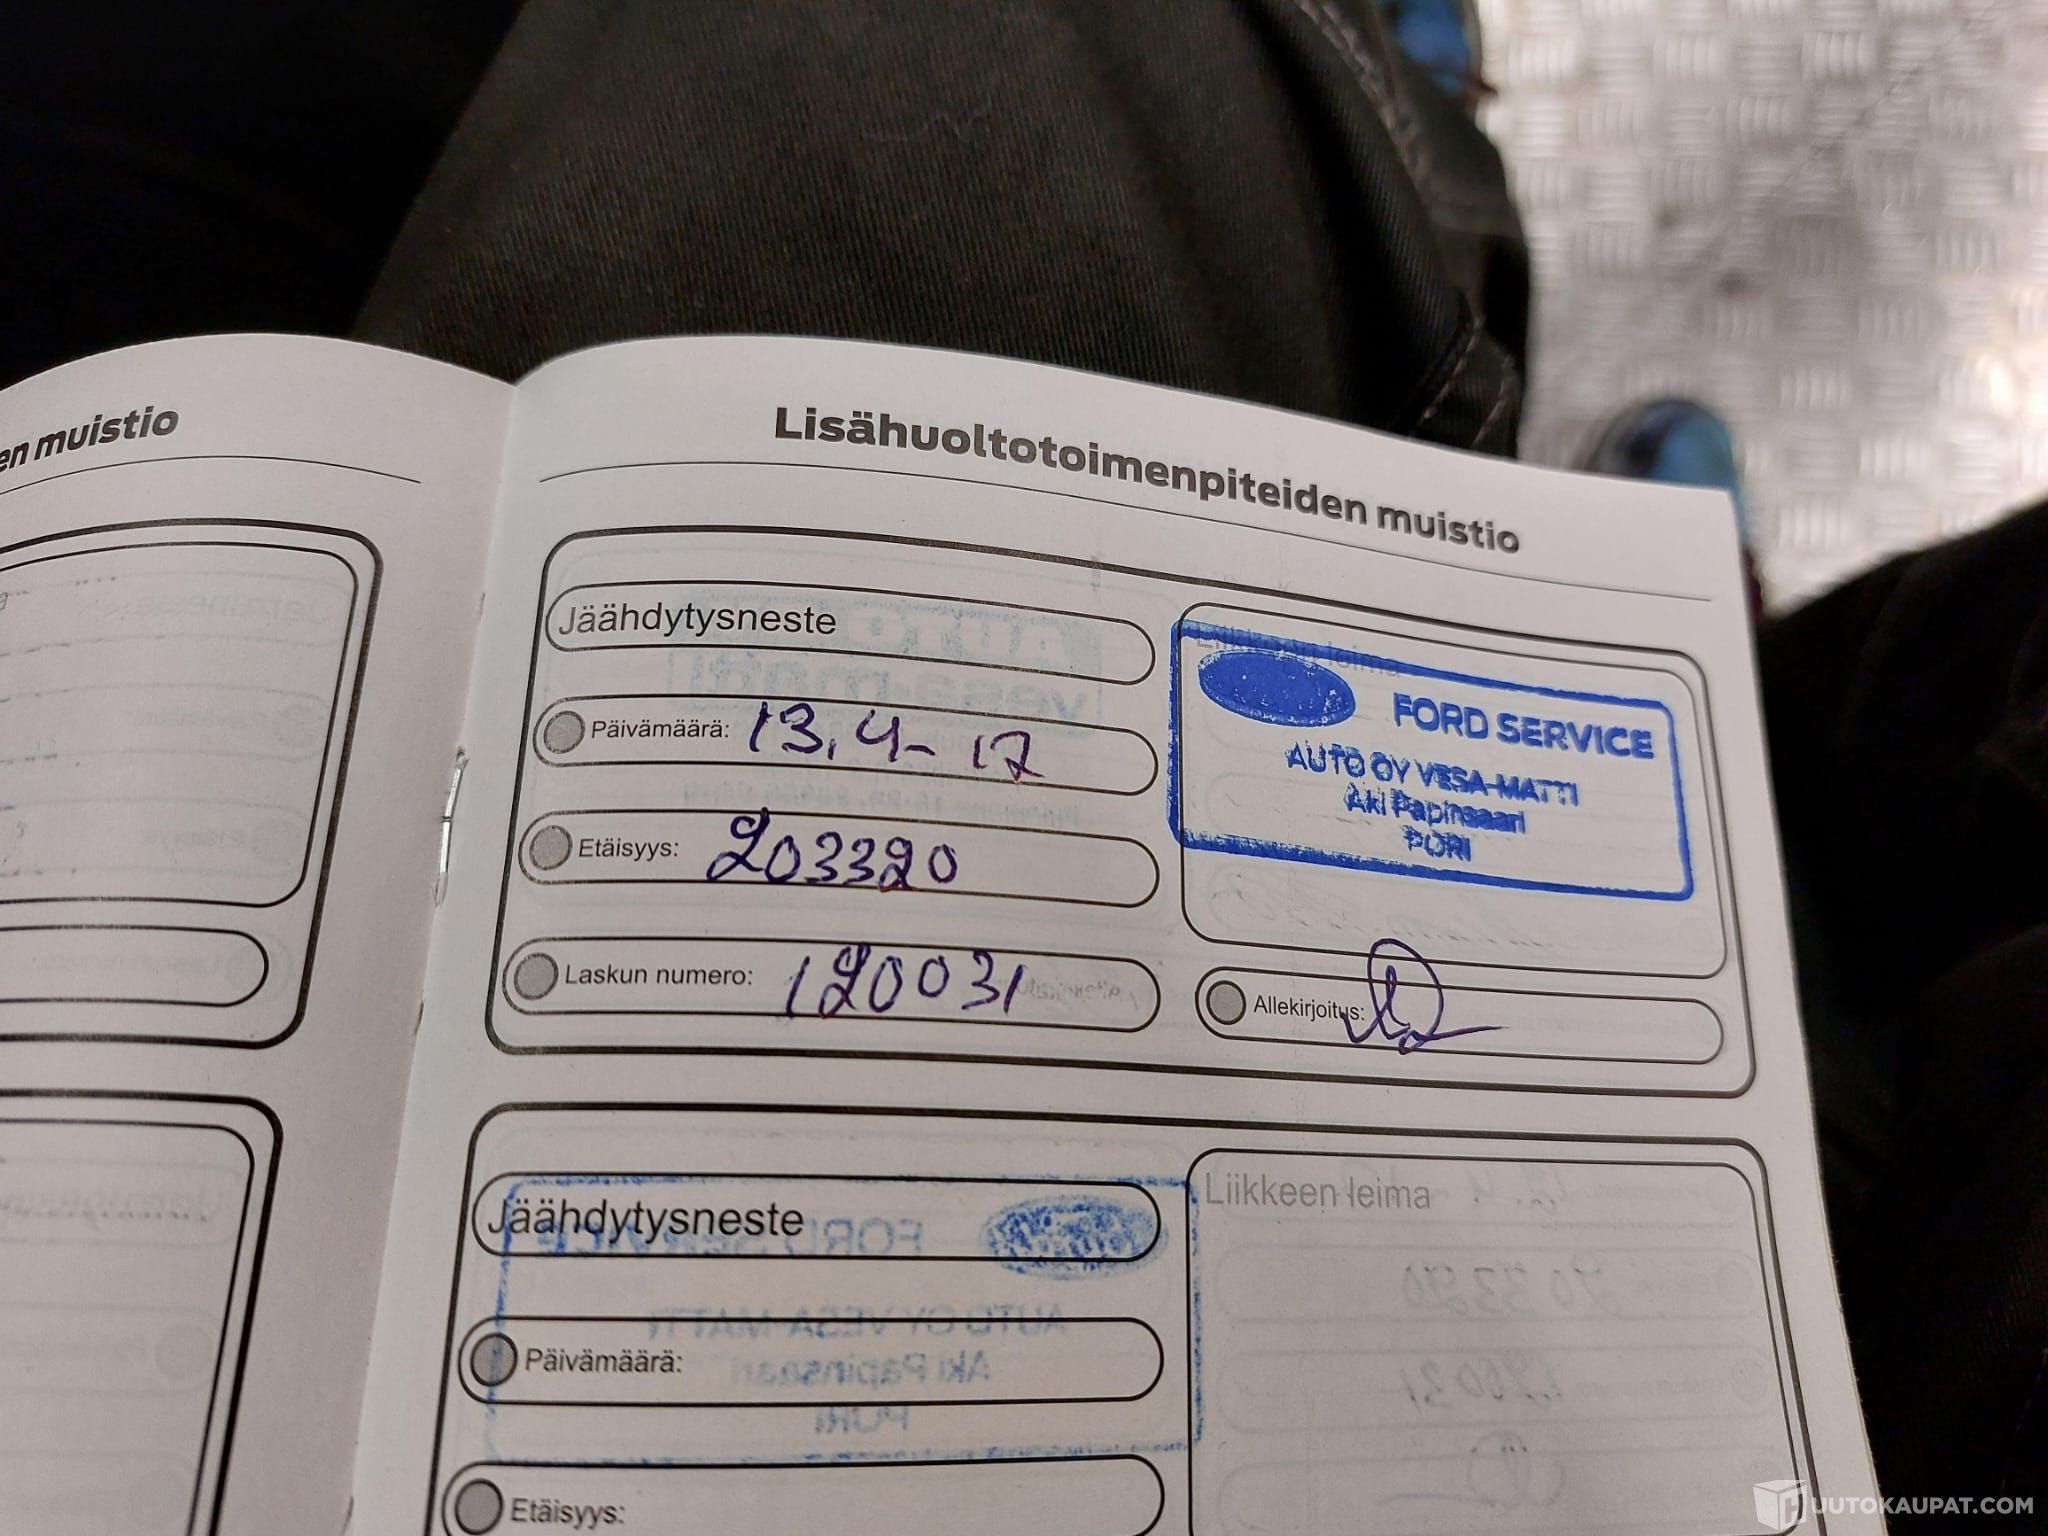 en muistio
Lisähuoltotoimenpiteiden muistio
Jäähdytysneste
Päivämäärä: 13.4-17
Etäisyys: 203320
Laskun numero: 120031
FORD SERVICE
AUTO OY VESA-MATTI
Aki Papinsaari
PORI
Allekirjoitus:
Jäähdytysneste
Liikkeen leima
Päivämäärä:
Etäisyys:
HUUTOKAUPAT.COM